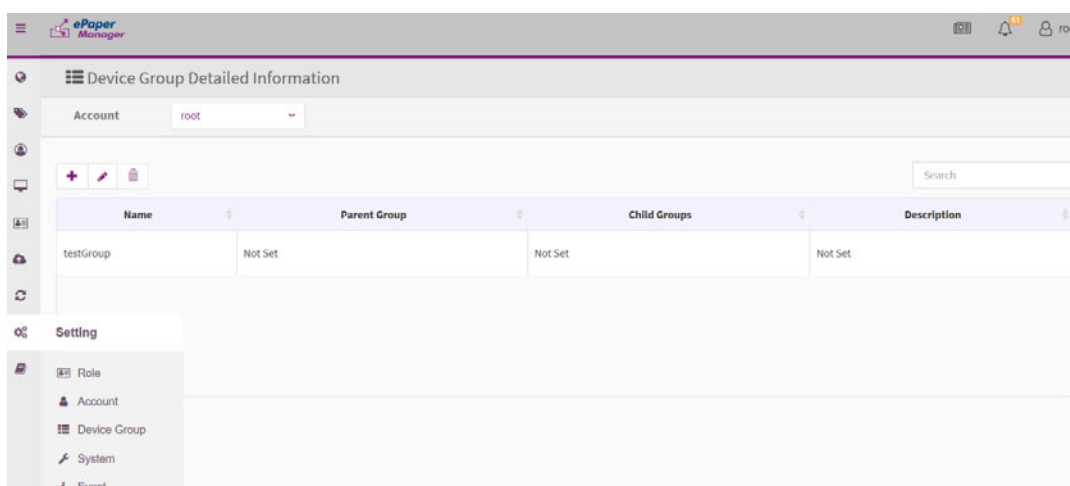 ePaper
Manager
61
Device Group Detailed Information
Account
root
Search
Name
Parent Group
Child Groups
Description
testGroup
Not Set
Not Set
Not Set
Setting
Role
Account
Device Group
System